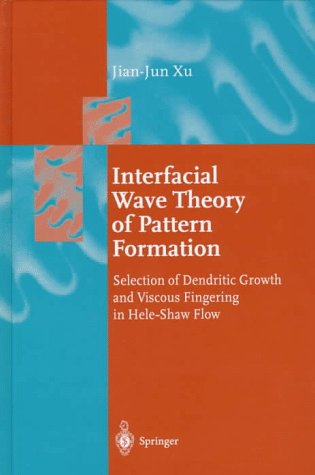 Jian-Jun Xu
Interfacial
Wave Theory
of Pattern
Formation
Selection of Dendritic Growth
and Viscous Fingering
in Hele-Shaw Flow
Springer